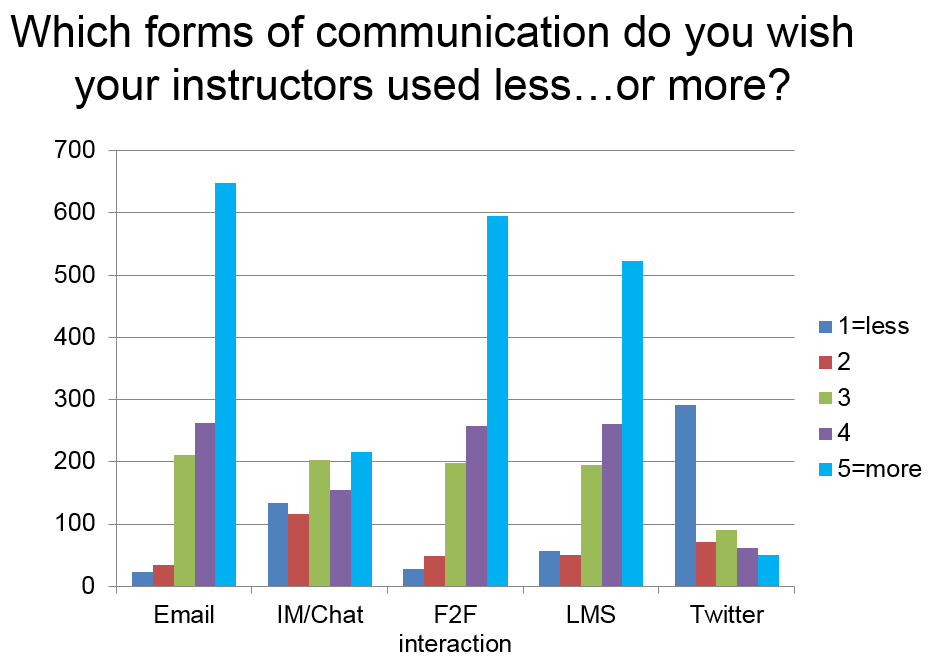 Which forms of communication do you wish
your instructors used less…or more?
700
600
500
400
300
200
100
0
Email
IM/Chat
F2F
interaction
LMS
Twitter
1=less
2
3
4
5=more